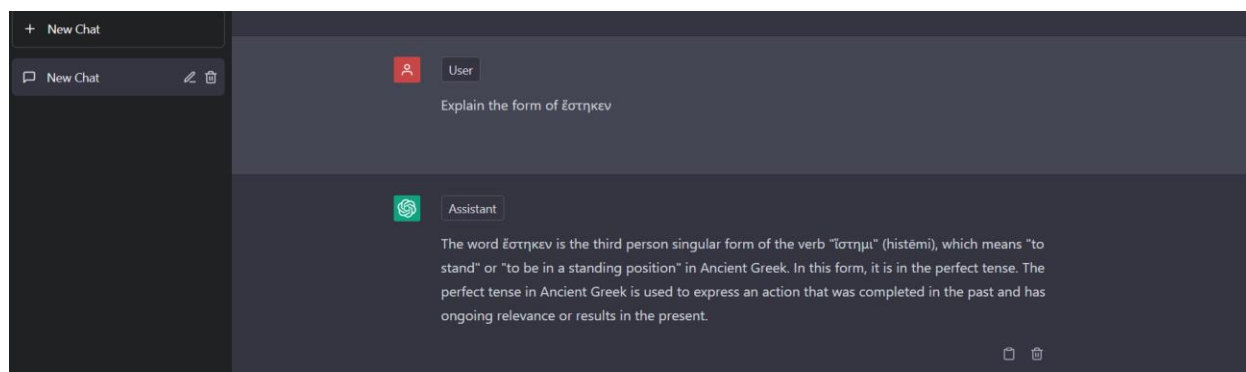 New Chat
New Chat
User
Explain the form of ἕστηκεν
Assistant
The word ἕστηκεν is the third person singular form of the verb "ἵστημι" (histēmi), which means "to
stand" or "to be in a standing position" in Ancient Greek. In this form, it is in the perfect tense. The
perfect tense in Ancient Greek is used to express an action that was completed in the past and has
ongoing relevance or results in the present.